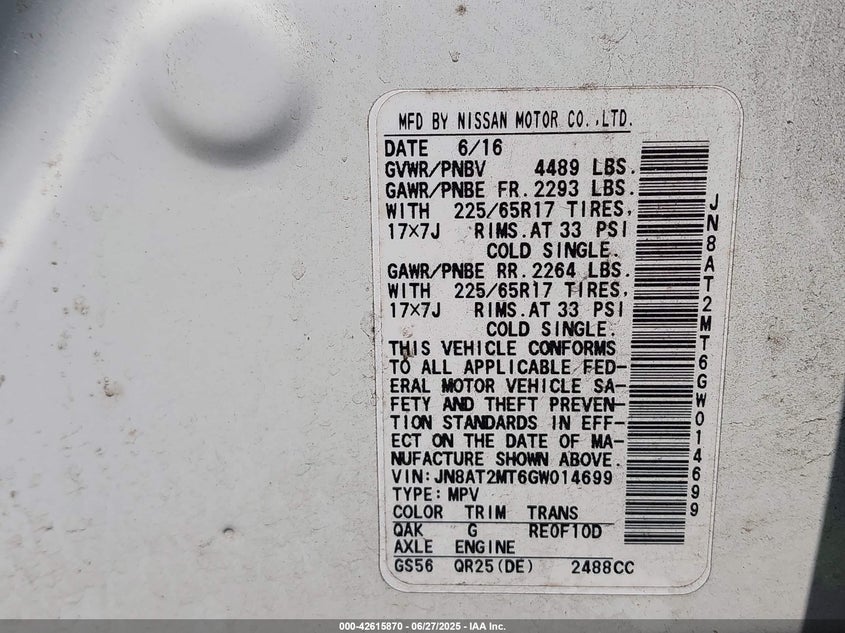 MFD BY NISSAN MOTOR CO.,LTD.
DATE 6/16
GVWR/PNBV 4489 LBS.
GAWR/PNBE FR. 2293 LBS.
WITH 225/65R17 TIRES,
17×7J RIMS.AT 33 PSI
COLD SINGLE.
GAWR/PNBE RR. 2264 LBS.
WITH 225/65R17 TIRES,
17×7J RIMS.AT 33 PSI
COLD SINGLE.
THIS VEHICLE CONFORMS
TO ALL APPLICABLE FED-
ERAL MOTOR VEHICLE SA-
FETY AND THEFT PREVEN-
TION STANDARDS IN EFF-
ECT ON THE DATE OF MA-
NUFACTURE SHOWN ABOVE.
VIN:JN8AT2MT6GW014699
TYPE:MPV
COLOR TRIM TRANS
QAK G RE0F10D
AXLE ENGINE
GS56 QR25(DE) 2488CC
JN8AT2MT6GW014699
000-42615870 — 06/27/2025 — IAA Inc.